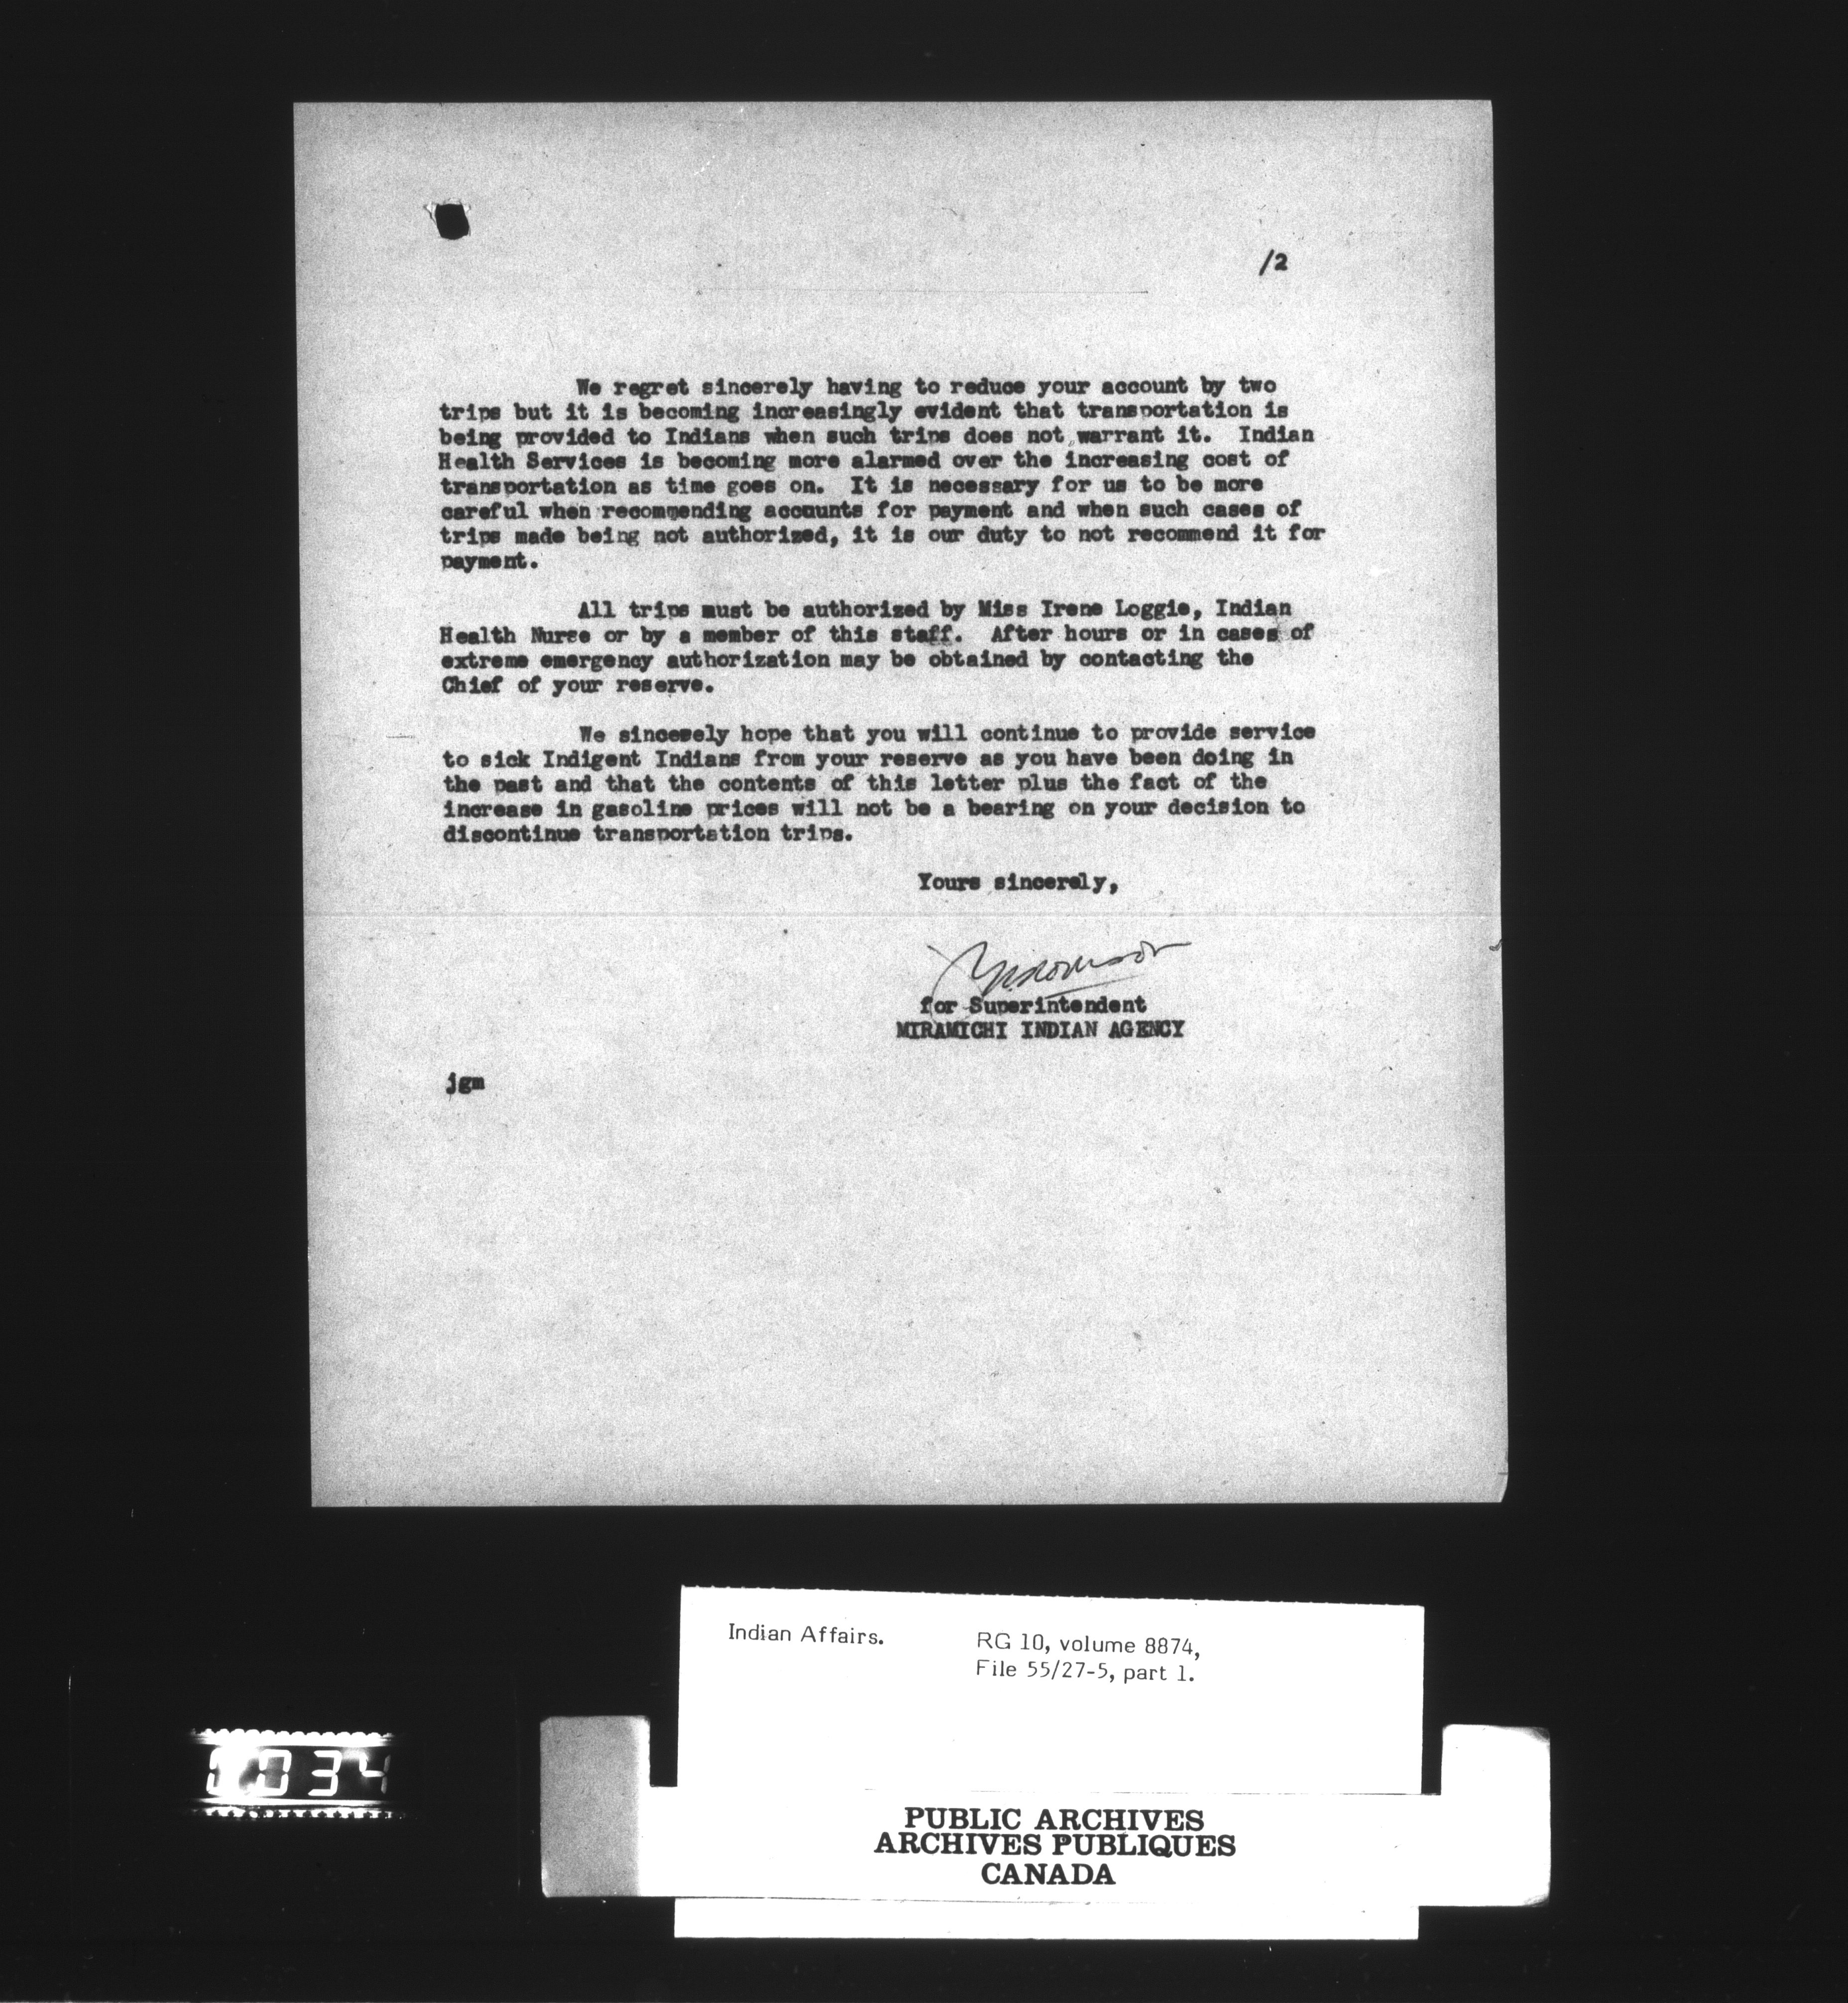 /2
We regret sincerely having to reduce your account by two
trips but it is becoming increasingly evident that transportation is
being provided to Indians when such trips does not warrant it. Indian
Health Services is becoming more alarmed over the increasing cost of
transportation as time goes on. It is necessary for us to be more
careful when recommending accounts for payment and when such cases of
trips made being not authorized, it is our duty to not recommend it for
payment.
All trips must be authorized by Miss Irene Loggie, Indian
Health Nurse or by a member of this staff. After hours or in cases of
extreme emergency authorization may be obtained by contacting the
Chief of your reserve.
We sincerely hope that you will continue to provide service
to sick Indigent Indians from your reserve as you have been doing in
the past and that the contents of this letter plus the fact of the
increase in gasoline prices will not be a bearing on your decision to
discontinue transportation trips.
Yours sincerely,
for Superintendent
MIRAMICHI INDIAN AGENCY
jgm
Indian Affairs. RG 10, volume 8874,
File 55/27-5, part 1.
PUBLIC ARCHIVES
ARCHIVES PUBLIQUES
CANADA